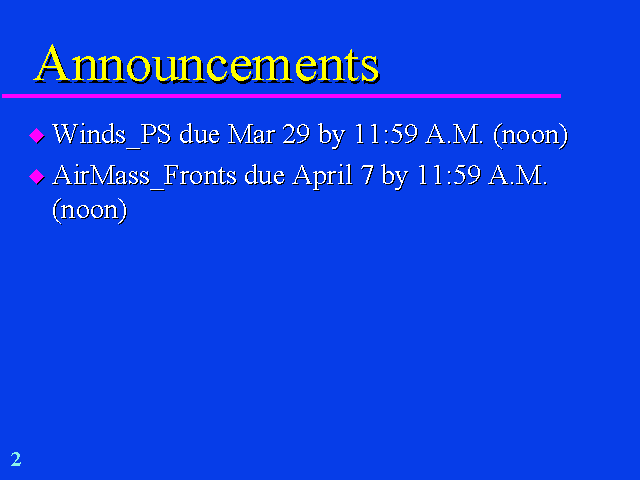 Announcements
Winds_PS due Mar 29 by 11:59 A.M. (noon)
AirMass_Fronts due April 7 by 11:59 A.M.
(noon)
2